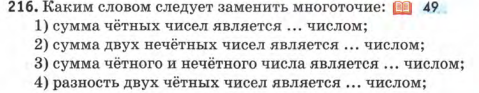 216. Каким словом следует заменить многоточие: 49
1) сумма чётных чисел является ... числом;
2) сумма двух нечётных чисел является ... числом;
3) сумма чётного и нечётного числа является ... числом;
4) разность двух чётных чисел является ... числом;